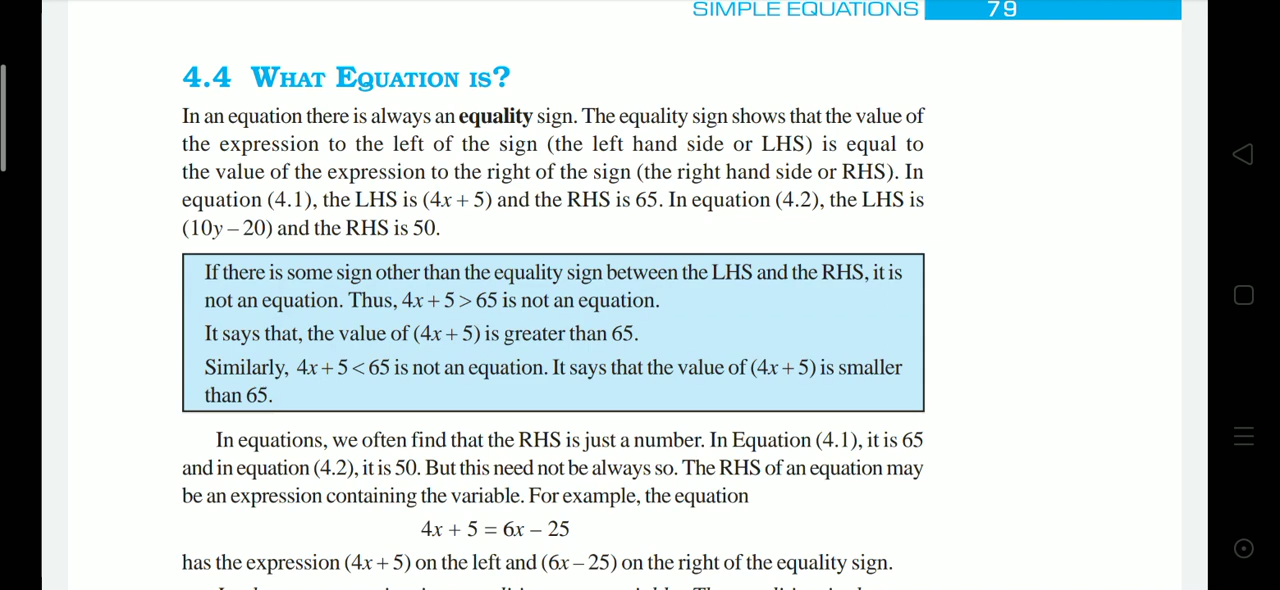 SIMPLE EQUATIONS 79
4.4 WHAT EQUATION IS?
In an equation there is always an equality sign. The equality sign shows that the value of
the expression to the left of the sign (the left hand side or LHS) is equal to
the value of the expression to the right of the sign (the right hand side or RHS). In
equation (4.1), the LHS is (4x + 5) and the RHS is 65. In equation (4.2), the LHS is
(10y – 20) and the RHS is 50.
If there is some sign other than the equality sign between the LHS and the RHS, it is
not an equation. Thus, 4x + 5 > 65 is not an equation.
It says that, the value of (4x + 5) is greater than 65.
Similarly, 4x + 5 < 65 is not an equation. It says that the value of (4x + 5) is smaller
than 65.
In equations, we often find that the RHS is just a number. In Equation (4.1), it is 65
and in equation (4.2), it is 50. But this need not be always so. The RHS of an equation may
be an expression containing the variable. For example, the equation
4x + 5 = 6x – 25
has the expression (4x + 5) on the left and (6x – 25) on the right of the equality sign.